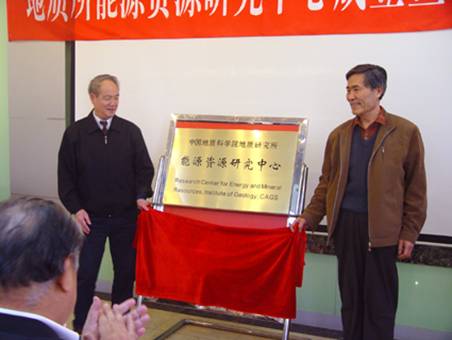 地质所能源资源研究中心成立
中国地质科学院地质研究所
能源资源研究中心
Research Center for Energy and Mineral
Resources, Institute of Geology, CAGS